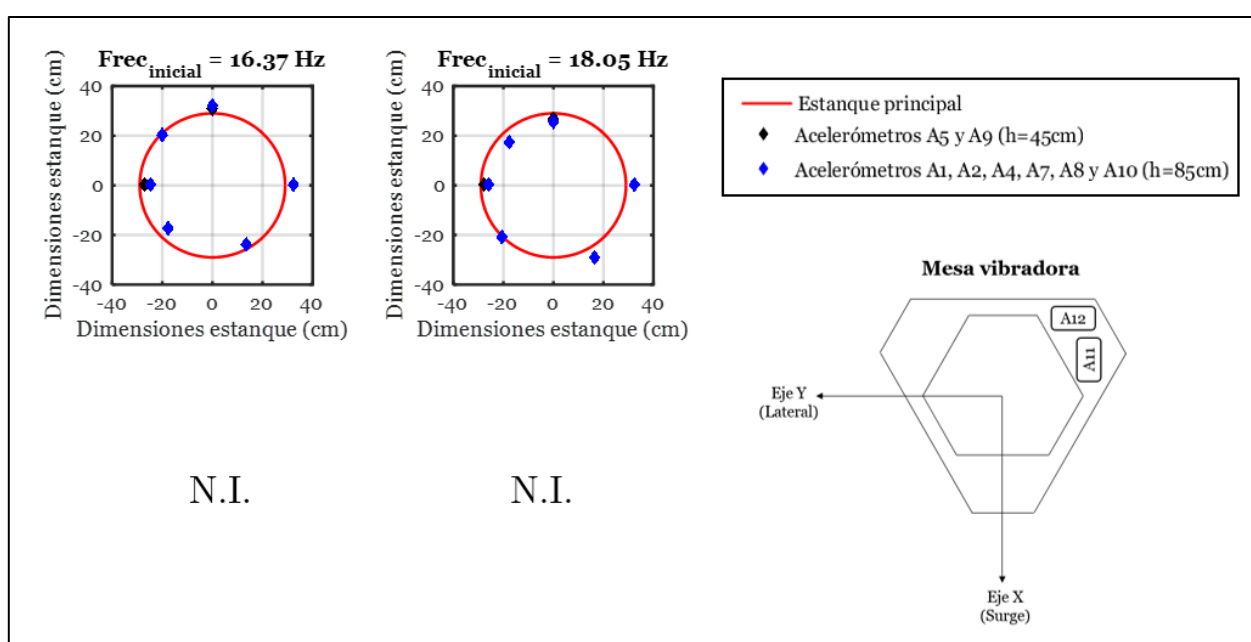 Frec_inicial = 16.37 Hz
Dimensiones estanque (cm)
40
20
0
-20
-40
-40 -20 0 20 40
Dimensiones estanque (cm)
Frec_inicial = 18.05 Hz
Dimensiones estanque (cm)
40
20
0
-20
-40
-40 -20 0 20 40
Dimensiones estanque (cm)
Estanque principal
Acelerómetros A5 y A9 (h=45cm)
Acelerómetros A1, A2, A4, A7, A8 y A10 (h=85cm)
Mesa vibradora
A12
A11
Eje Y
(Lateral)
Eje X
(Surge)
N.I.
N.I.